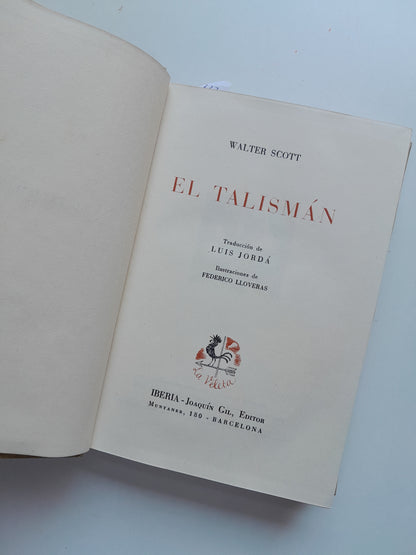 WALTER SCOTT
EL TALISMÁN
Traducción de
LUIS JORDÁ
Ilustraciones de
FEDERICO LLOVERAS
La Veleta
IBERIA - JOAQUÍN GIL, EDITOR
MUNTANER, 180 - BARCELONA